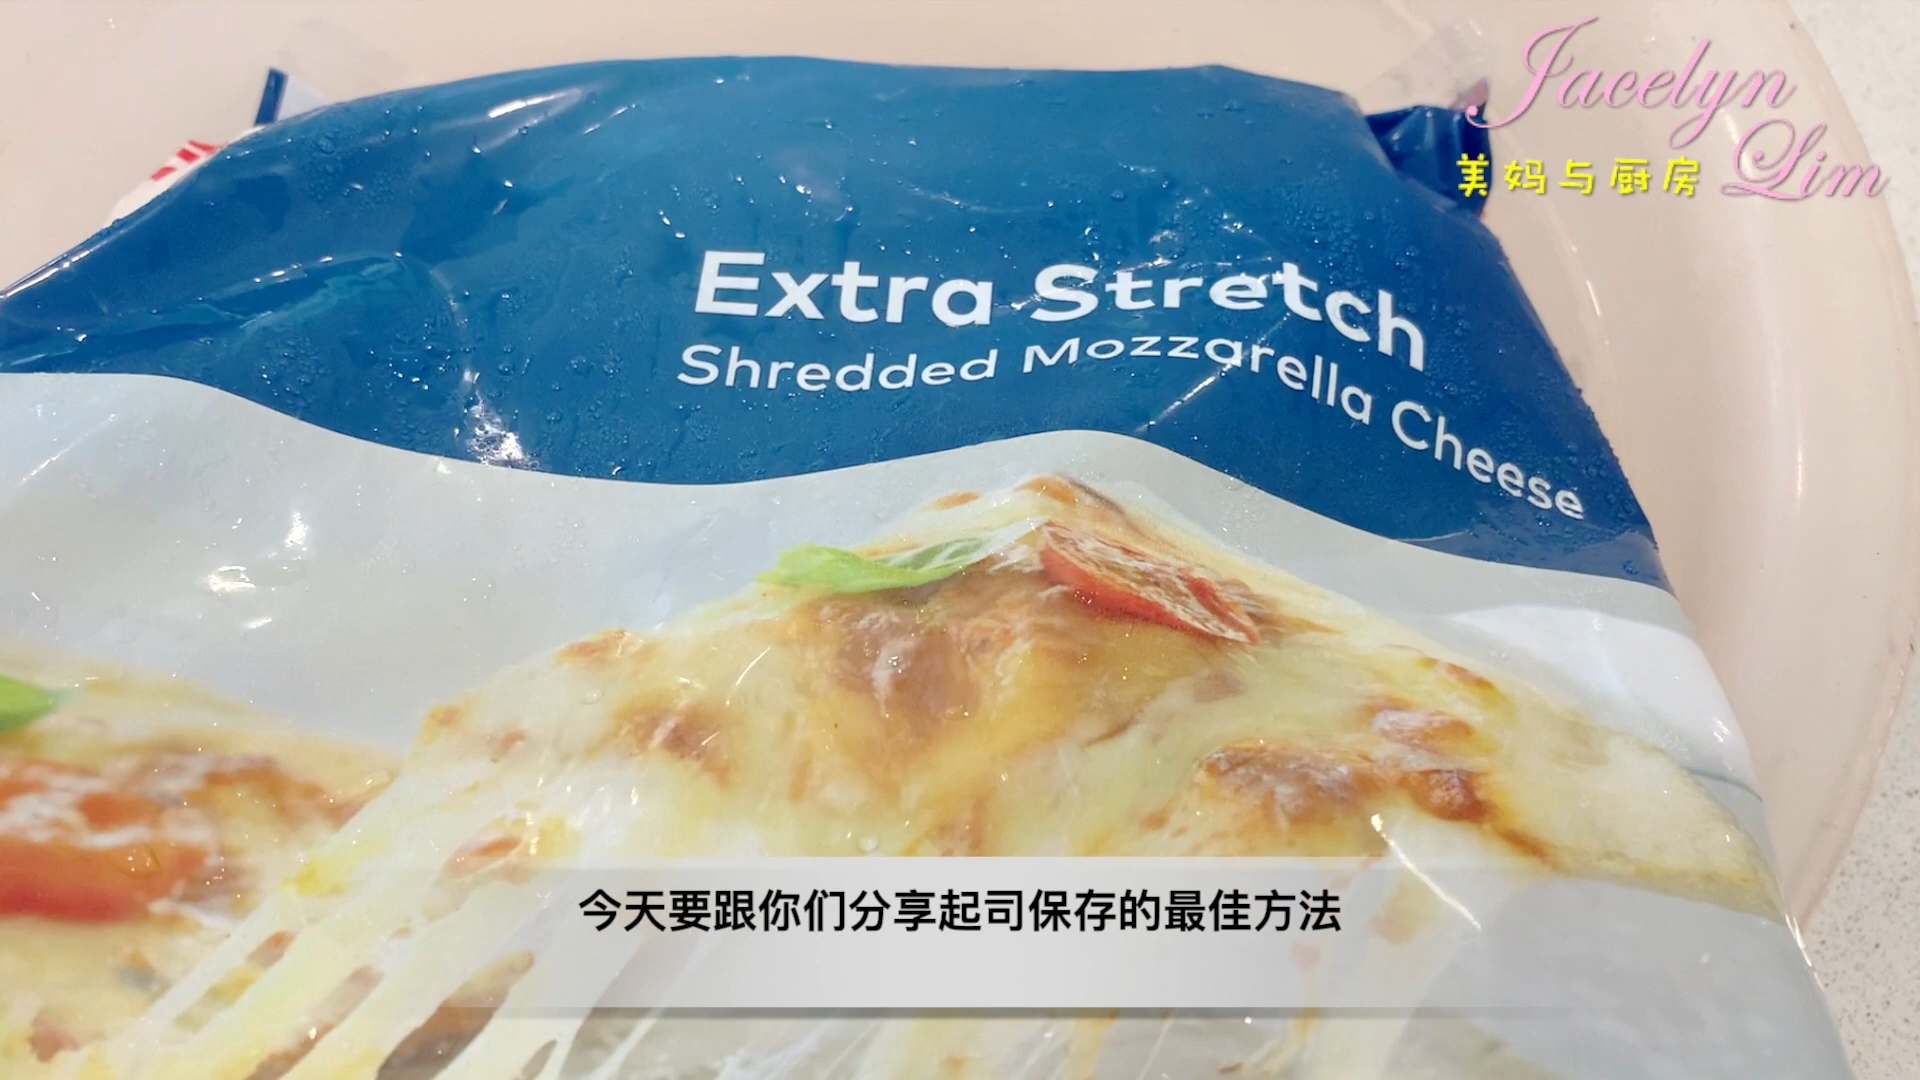 Jacelyn
Lim
美妈与厨房
Extra Stretch
Shredded Mozzarella Cheese
今天要跟你们分享起司保存的最佳方法